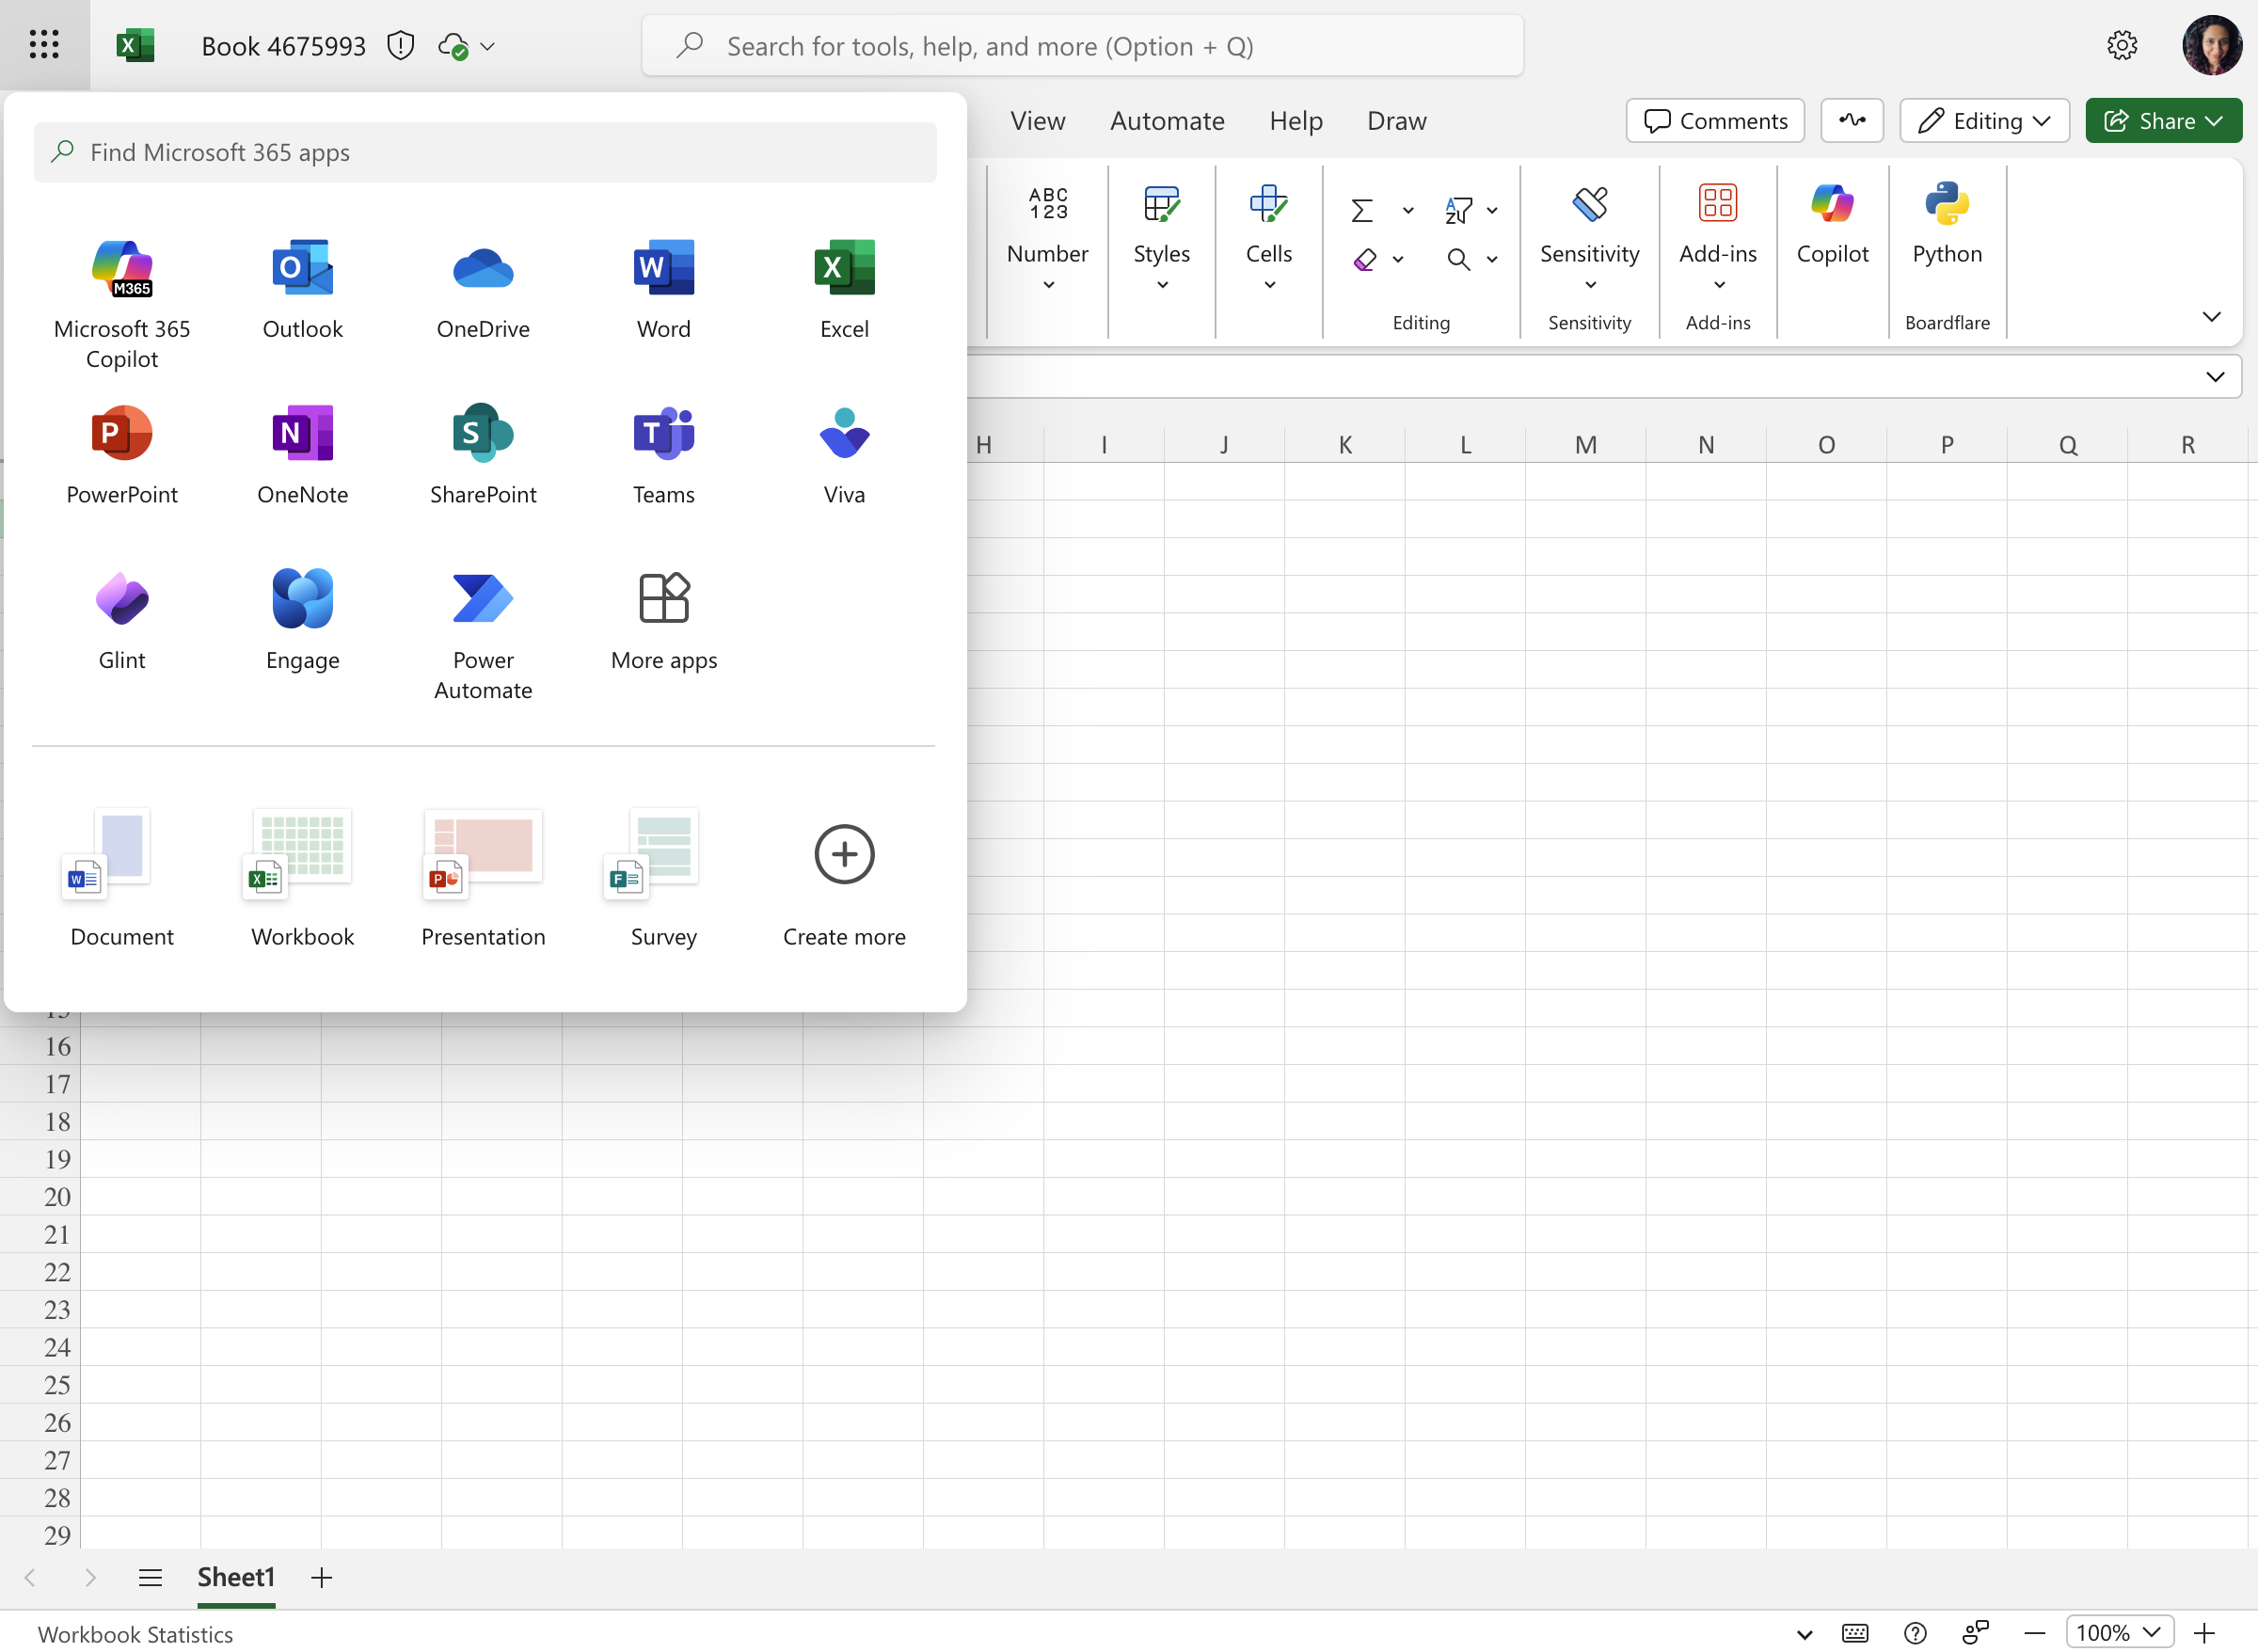 Book 4675993
Search for tools, help, and more (Option + Q)
View
Automate
Help
Draw
Comments
Editing
Share
Find Microsoft 365 apps
M365
Microsoft 365
Copilot
Outlook
OneDrive
Word
Excel
PowerPoint
OneNote
SharePoint
Teams
Viva
Glint
Engage
Power
Automate
More apps
Document
Workbook
Presentation
Survey
Create more
ABC
123
Number
Styles
Cells
Editing
Sensitivity
Sensitivity
Add-ins
Add-ins
Copilot
Python
Boardflare
H I J K L M N O P Q R
15
16
17
18
19
20
21
22
23
24
25
26
27
28
29
Sheet1
Workbook Statistics
100%